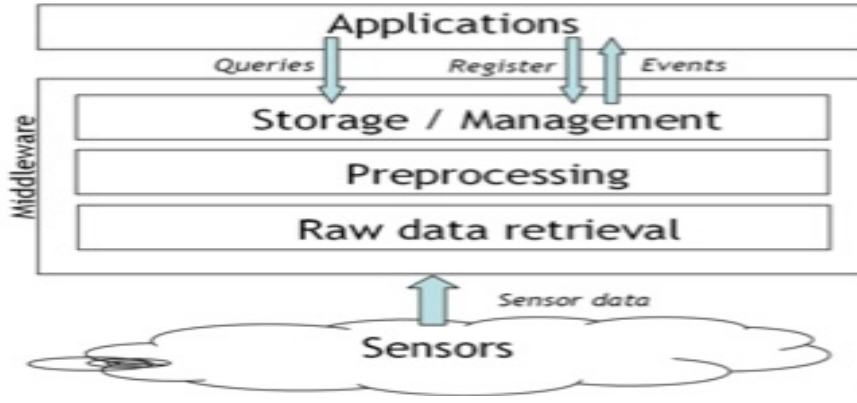 Applications
Queries Register Events
Storage / Management
Preprocessing
Raw data retrieval
Middleware
Sensor data
Sensors